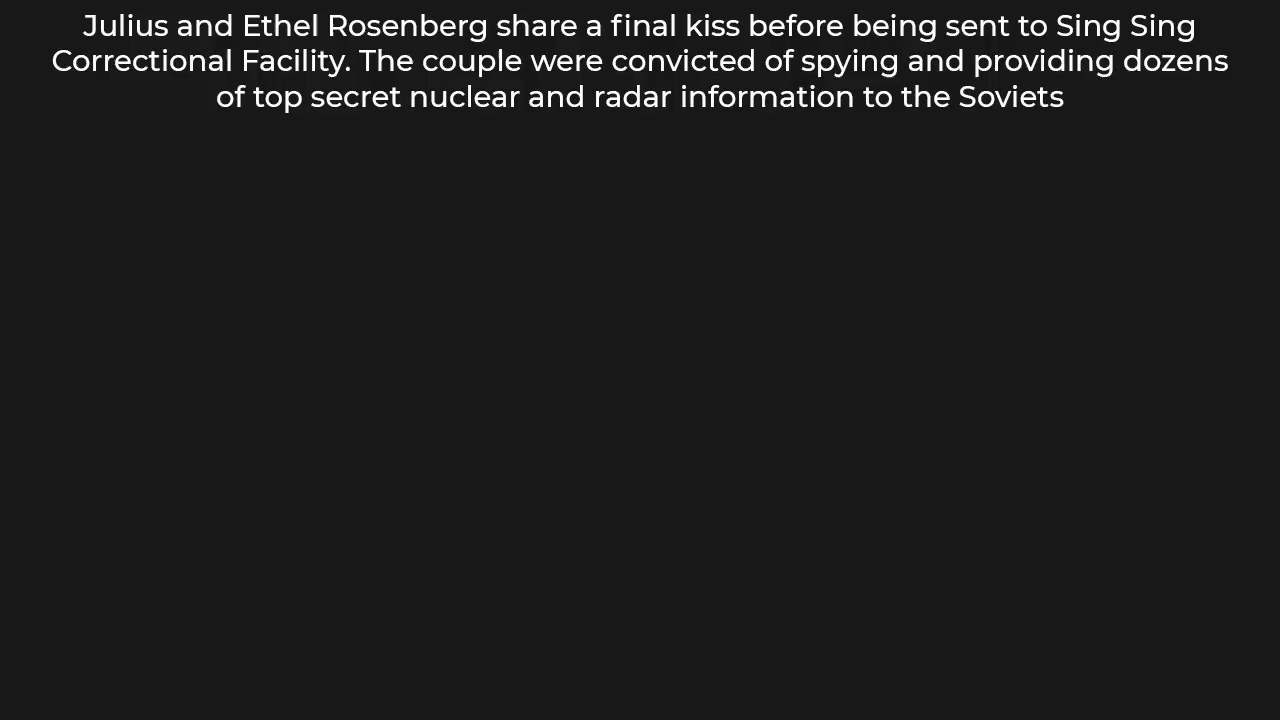 Julius and Ethel Rosenberg share a final kiss before being sent to Sing Sing
Correctional Facility. The couple were convicted of spying and providing dozens
of top secret nuclear and radar information to the Soviets